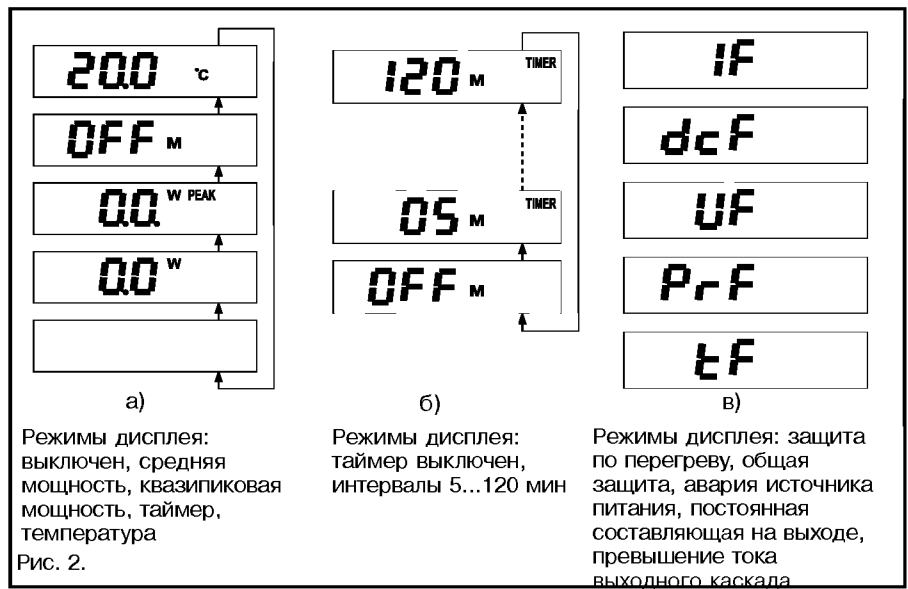 20.0 °C
OFF M
0.0. W PEAK
0.0 W
а)
Режимы дисплея:
выключен, средняя
мощность, квазипиковая
мощность, таймер,
температура
Рис. 2.
120 M TIMER
05 M TIMER
OFF M
б)
Режимы дисплея:
таймер выключен,
интервалы 5...120 мин
IF
dcF
UF
PrF
tF
в)
Режимы дисплея: защита
по перегреву, общая
защита, авария источника
питания, постоянная
составляющая на выходе,
превышение тока
выходного каскада